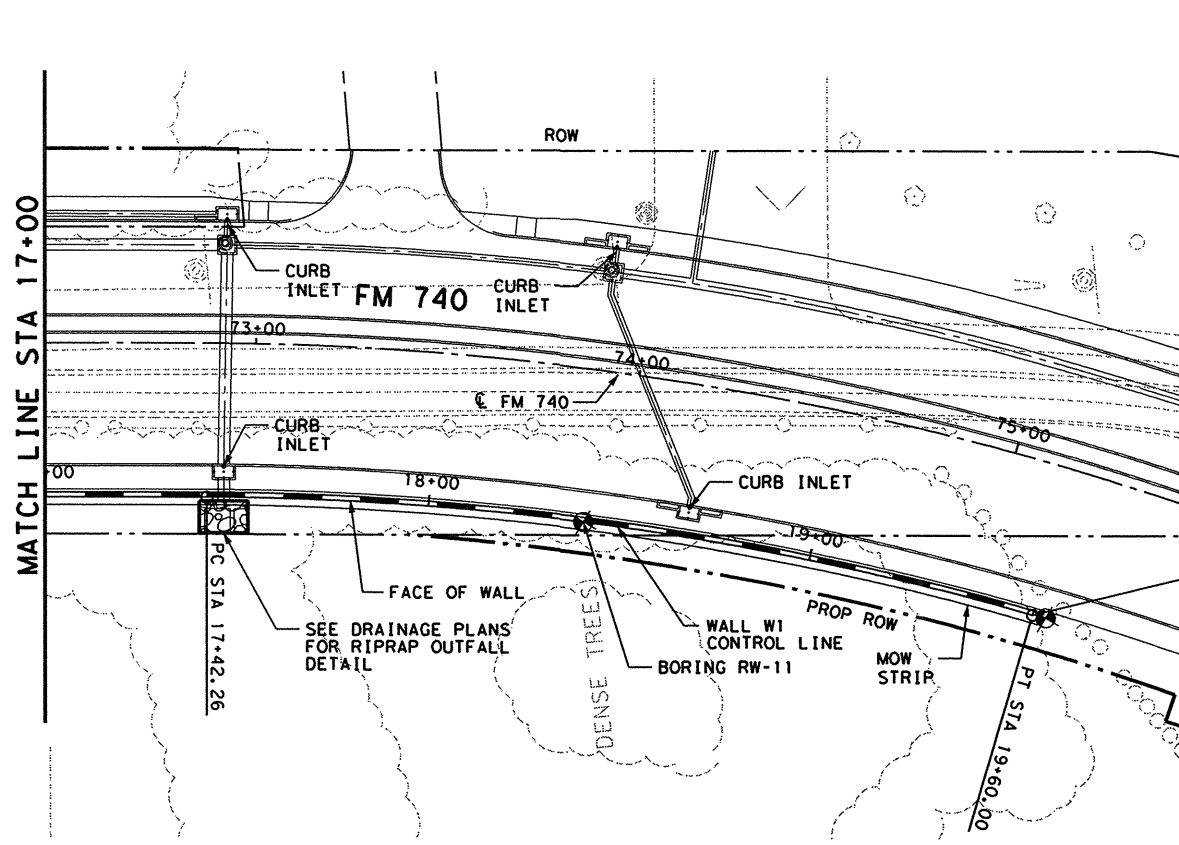 ROW
MATCH LINE STA 17+00
CURB
INLET
FM 740
CURB
INLET
73+00
74+00
℄ FM 740
75+00
CURB
INLET
+00
18+00
CURB INLET
19+00
PC STA 17+42.26
FACE OF WALL
SEE DRAINAGE PLANS
FOR RIPRAP OUTFALL
DETAIL
DENSE TREES
PROP ROW
WALL W1
CONTROL LINE
BORING RW-11
MOW
STRIP
PT STA 19+60.00